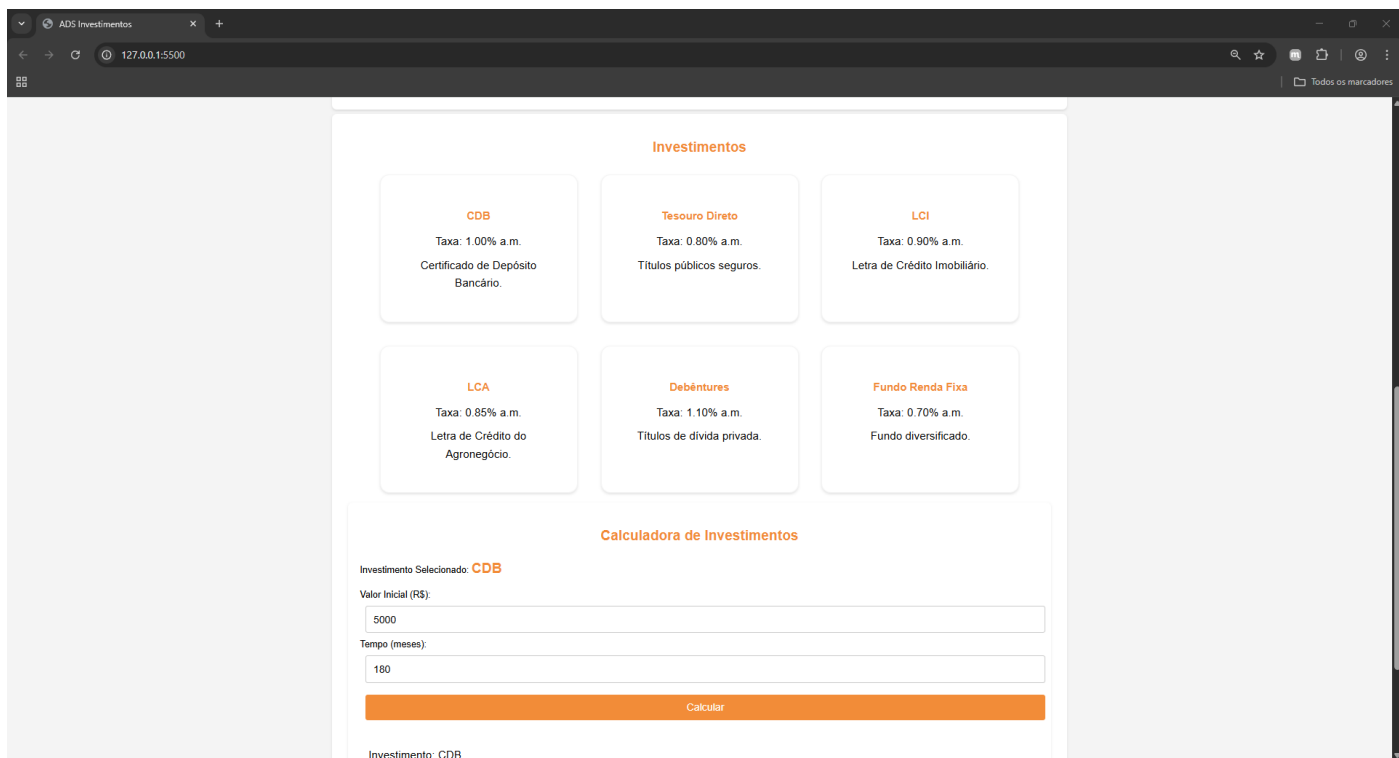 ADS Investimentos
127.0.0.1:5500
Todos os marcadores
Investimentos
CDB
Taxa: 1.00% a.m.
Certificado de Depósito
Bancário.
Tesouro Direto
Taxa: 0.80% a.m.
Títulos públicos seguros.
LCI
Taxa: 0.90% a.m.
Letra de Crédito Imobiliário.
LCA
Taxa: 0.85% a.m.
Letra de Crédito do
Agronegócio.
Debêntures
Taxa: 1.10% a.m.
Títulos de dívida privada.
Fundo Renda Fixa
Taxa: 0.70% a.m.
Fundo diversificado.
Calculadora de Investimentos
Investimento Selecionado: CDB
Valor Inicial (R$):
5000
Tempo (meses):
180
Calcular
Investimento: CDB